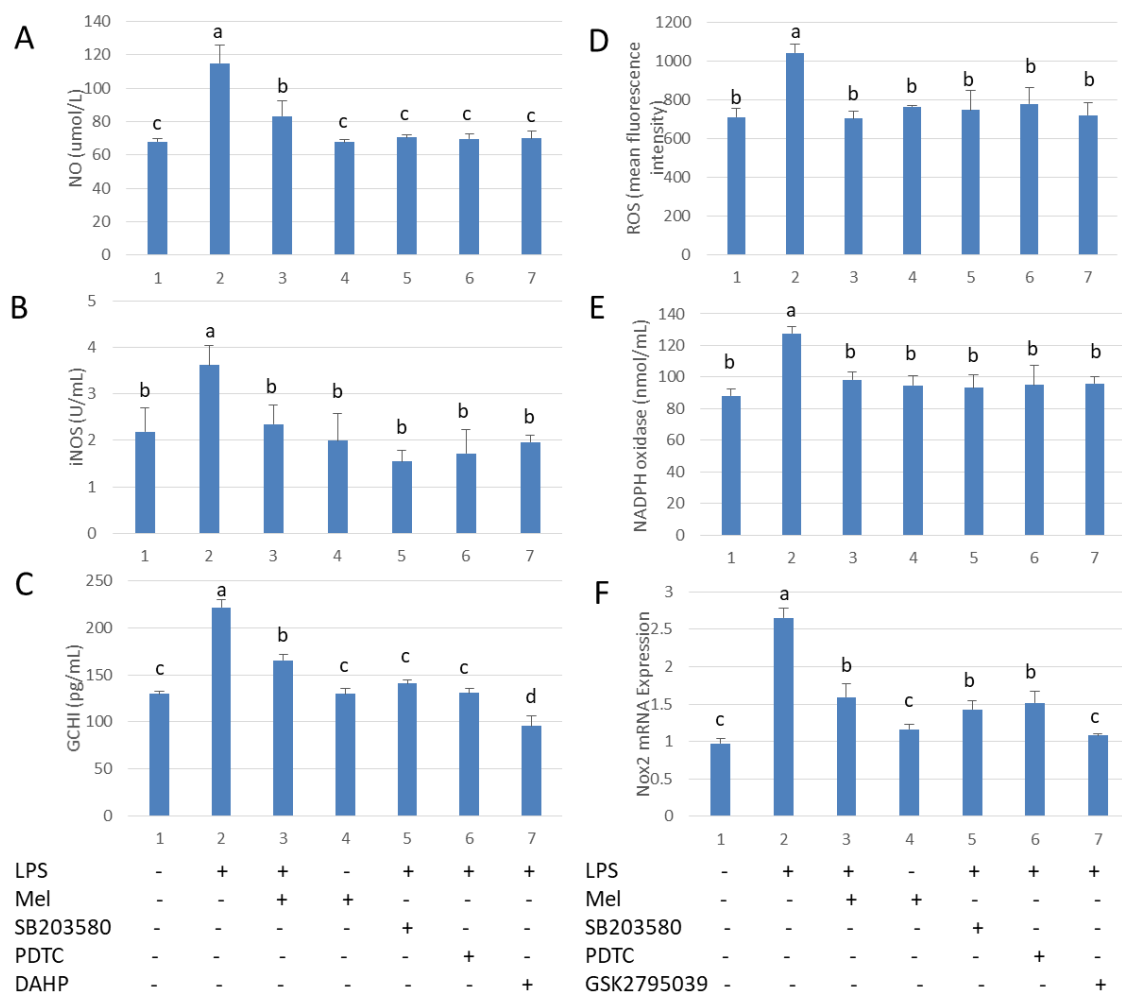 A
NO (umol/L)
140
120
100
80
60
40
20
0
c
a
b
c
c
c
c
1 2 3 4 5 6 7
B
iNOS (U/mL)
5
4
3
2
1
0
b
a
b
b
b
b
b
1 2 3 4 5 6 7
C
GCHI (pg/mL)
250
200
150
100
50
0
c
a
b
c
c
c
d
1 2 3 4 5 6 7
LPS - + + - + + +
Mel - - + + - - -
SB203580 - - - - + - -
PDTC - - - - - + -
DAHP - - - - - - +
D
ROS (mean fluorescence
intensity)
1200
1000
800
600
400
200
0
b
a
b
b
b
b
b
1 2 3 4 5 6 7
E
NADPH oxidase (nmol/mL)
140
120
100
80
60
40
20
0
b
a
b
b
b
b
b
1 2 3 4 5 6 7
F
Nox2 mRNA Expression
3
2.5
2
1.5
1
0.5
0
c
a
b
c
b
b
c
1 2 3 4 5 6 7
LPS - + + - + + +
Mel - - + + - - -
SB203580 - - - - + - -
PDTC - - - - - + -
GSK2795039 - - - - - - +